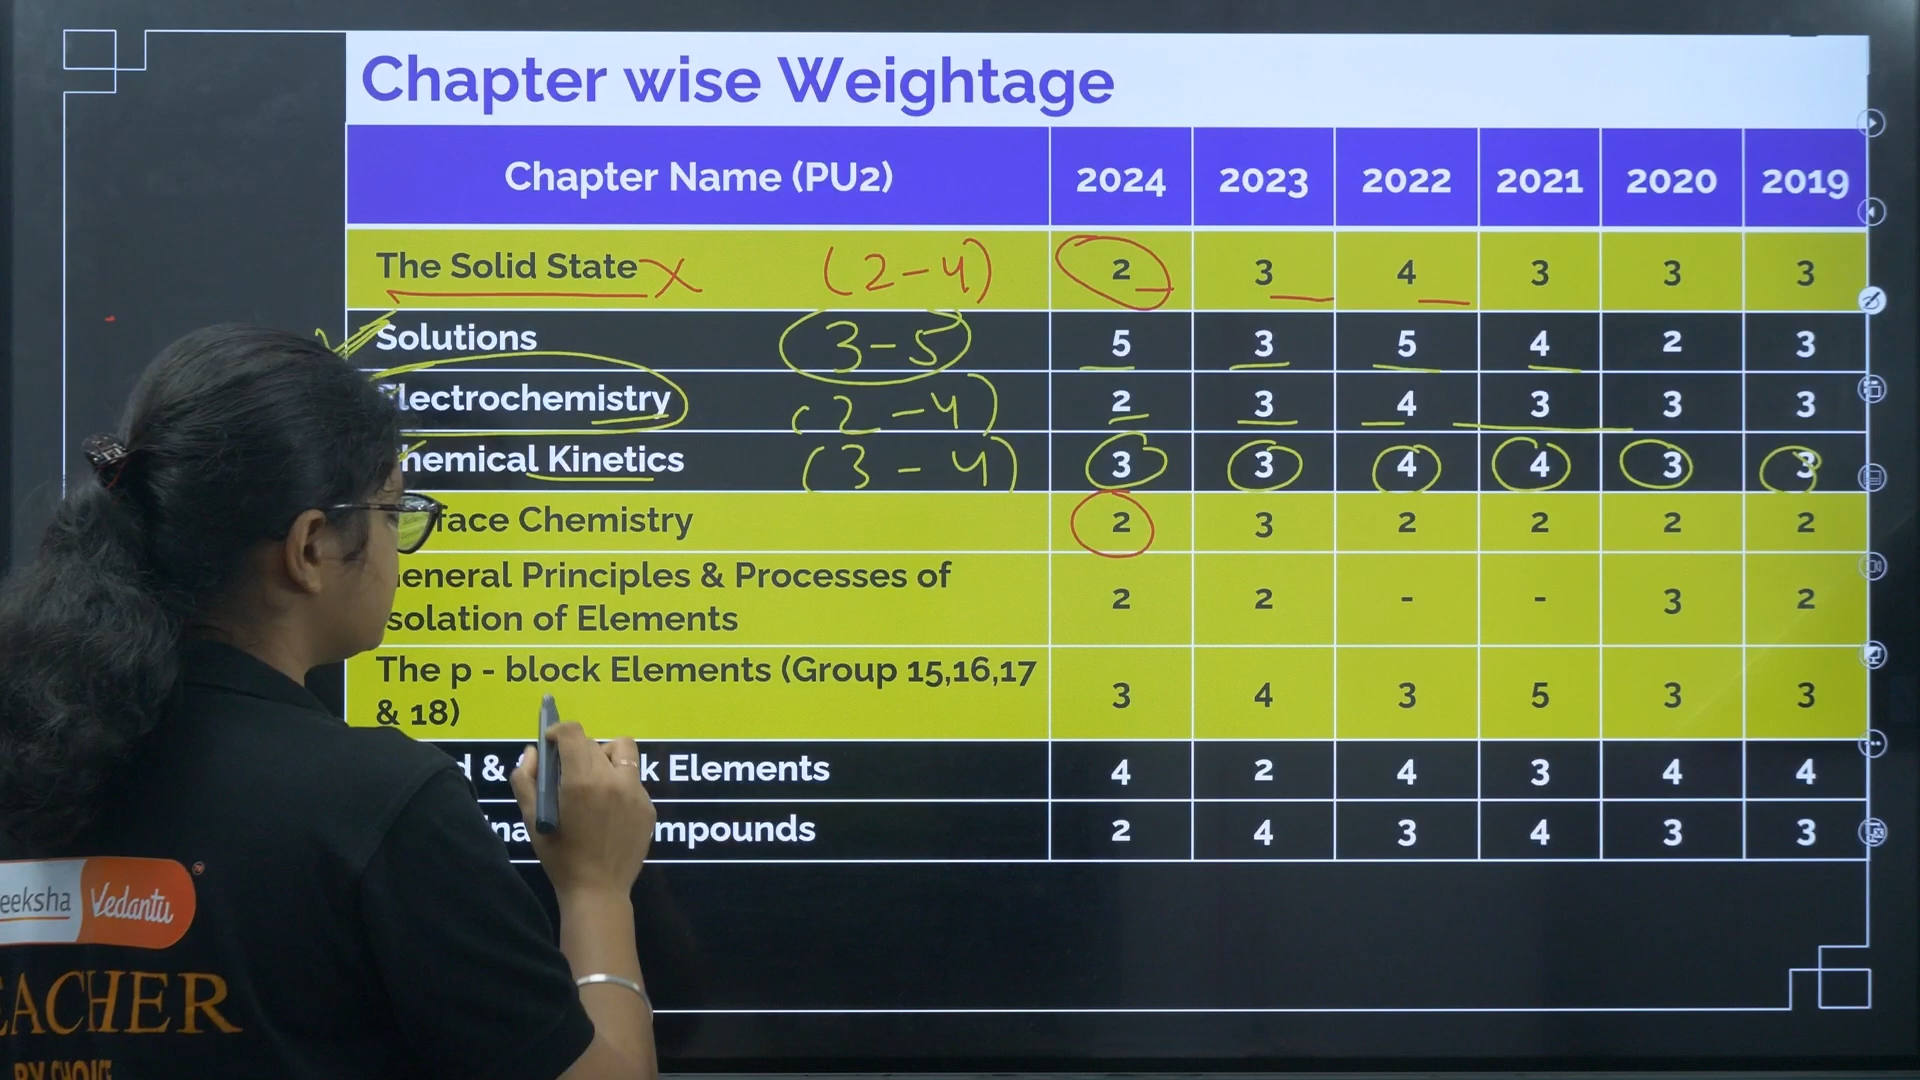 Chapter wise Weightage
Chapter Name (PU2) 2024 2023 2022 2021 2020 2019
The Solid State X (2-4) 2 3 4 3 3 3
Solutions 3-5 5 3 5 4 2 3
lectrochemistry (2-4) 2 3 4 3 3 3
hemical Kinetics (3-4) 3 3 4 4 3 3
face Chemistry 2 3 2 2 2 2
eneral Principles & Processes of
solation of Elements 2 2 - - 3 2
The p - block Elements (Group 15,16,17
& 18) 3 4 3 5 3 3
d & k Elements 4 2 4 3 4 4
na mpounds 2 4 3 4 3 3
eeksha Vedantu
EACHER
BY CHOICE